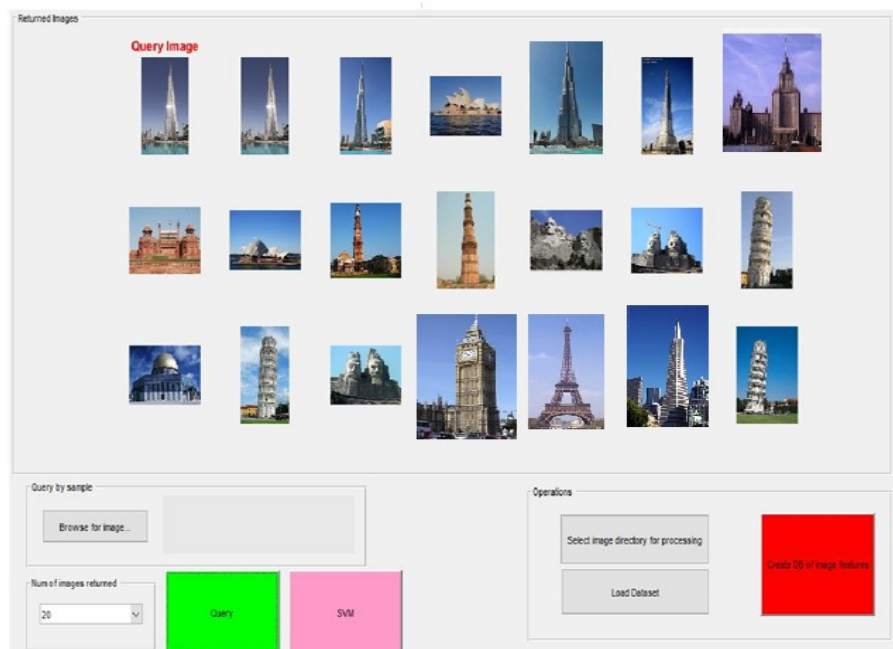 Returned Images
Query Image
Query by sample
Browse for image...
Operations
Select image directory for processing
Create DB of image features
Load Dataset
Num of images returned
20
Query
SVM